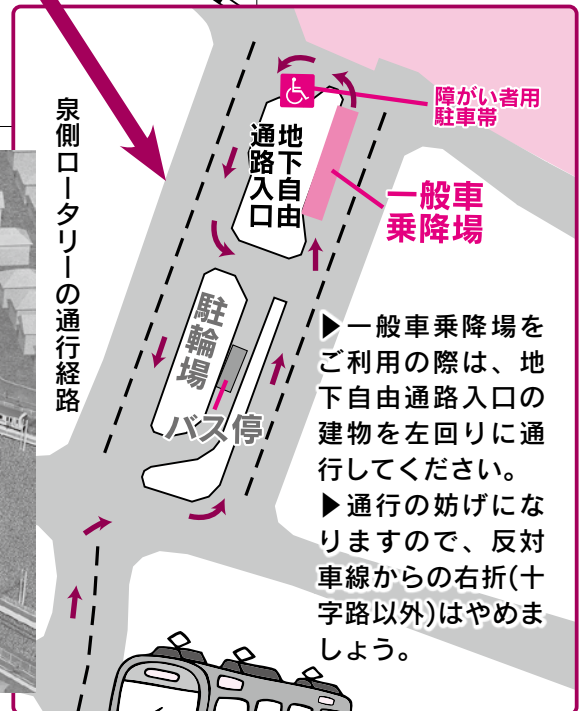 泉側ロータリーの通行経路
障がい者用
駐車帯
地下自由
通路入口
一般車
乗降場
駐輪場
バス停
▶一般車乗降場を
ご利用の際は、地
下自由通路入口の
建物を左回りに通
行してください。
▶通行の妨げにな
りますので、反対
車線からの右折(十
字路以外)はやめま
しょう。